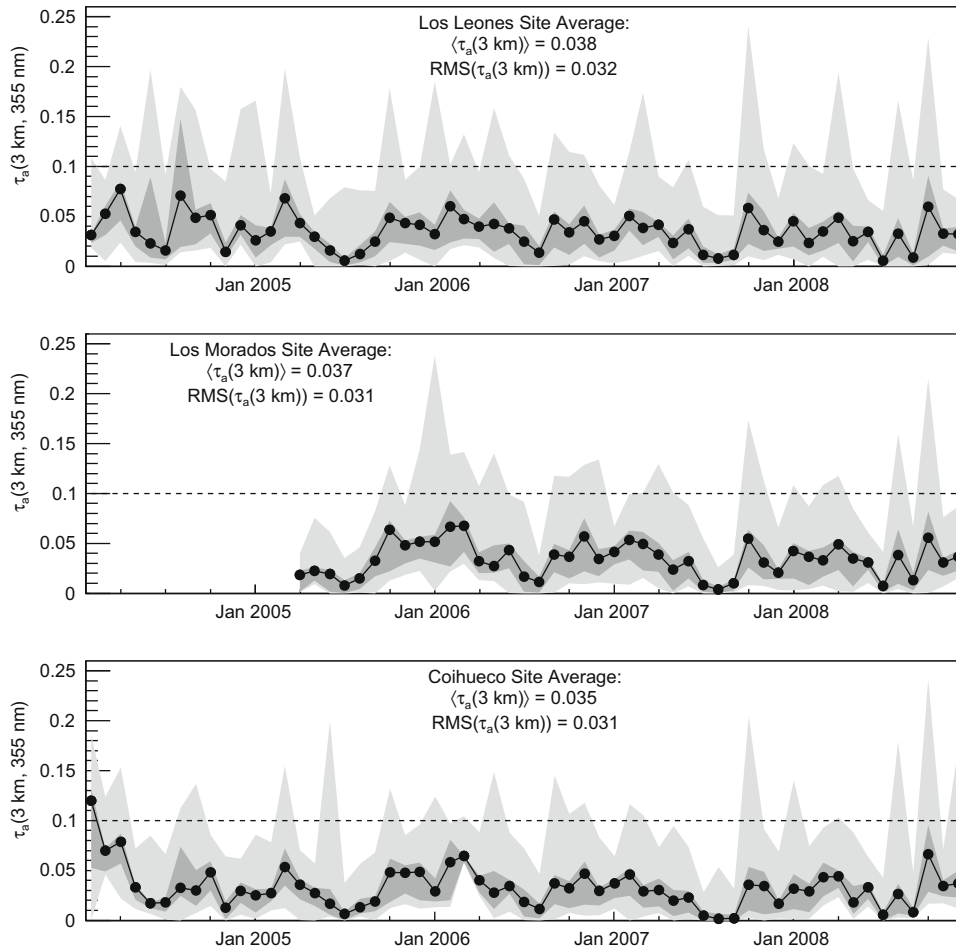 Los Leones Site Average:
⟨τₐ(3 km)⟩ = 0.038
RMS(τₐ(3 km)) = 0.032
τₐ(3 km, 355 nm)
0.25
0.2
0.15
0.1
0.05
0
Jan 2005 Jan 2006 Jan 2007 Jan 2008
Los Morados Site Average:
⟨τₐ(3 km)⟩ = 0.037
RMS(τₐ(3 km)) = 0.031
τₐ(3 km, 355 nm)
0.25
0.2
0.15
0.1
0.05
0
Jan 2005 Jan 2006 Jan 2007 Jan 2008
Coihueco Site Average:
⟨τₐ(3 km)⟩ = 0.035
RMS(τₐ(3 km)) = 0.031
τₐ(3 km, 355 nm)
0.25
0.2
0.15
0.1
0.05
0
Jan 2005 Jan 2006 Jan 2007 Jan 2008